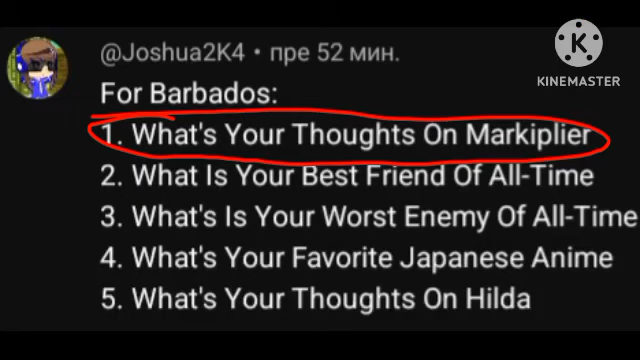 @Joshua2K4 • пре 52 мин.
For Barbados:
1. What's Your Thoughts On Markiplier
2. What Is Your Best Friend Of All-Time
3. What's Is Your Worst Enemy Of All-Time
4. What's Your Favorite Japanese Anime
5. What's Your Thoughts On Hilda
K
KINEMASTER